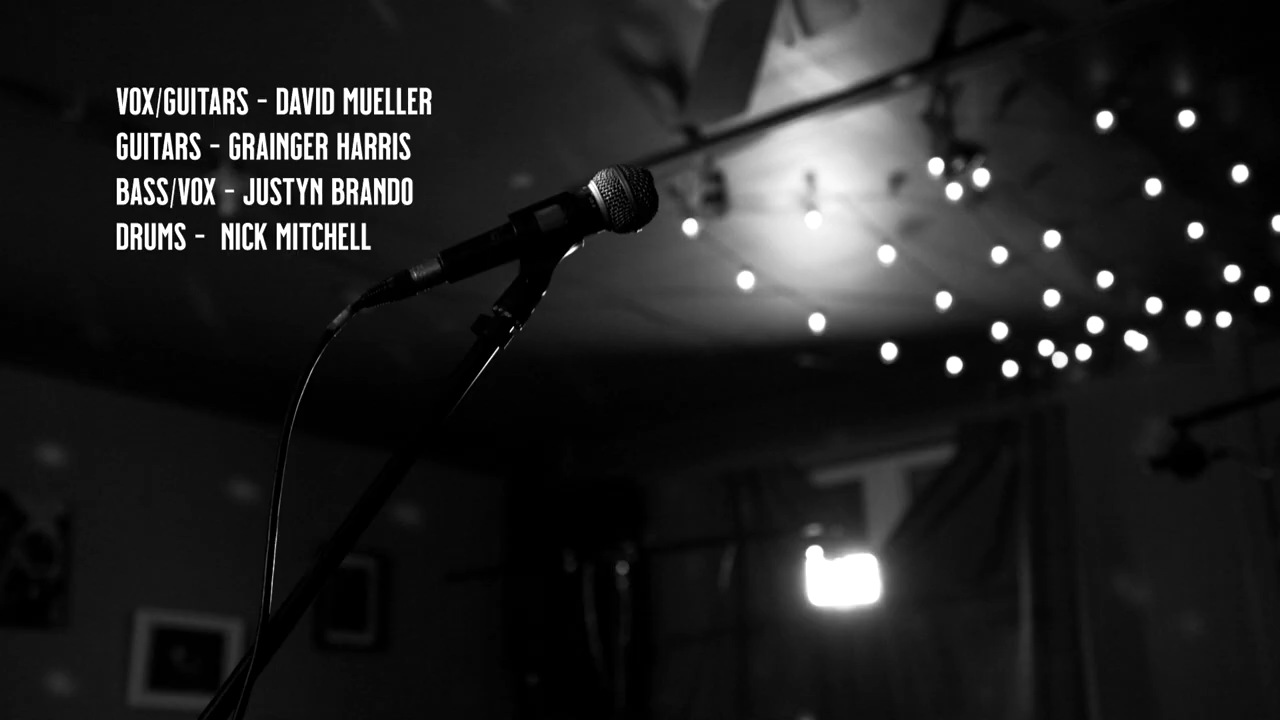 VOX/GUITARS - DAVID MUELLER
GUITARS - GRAINGER HARRIS
BASS/VOX - JUSTYN BRANDO
DRUMS - NICK MITCHELL